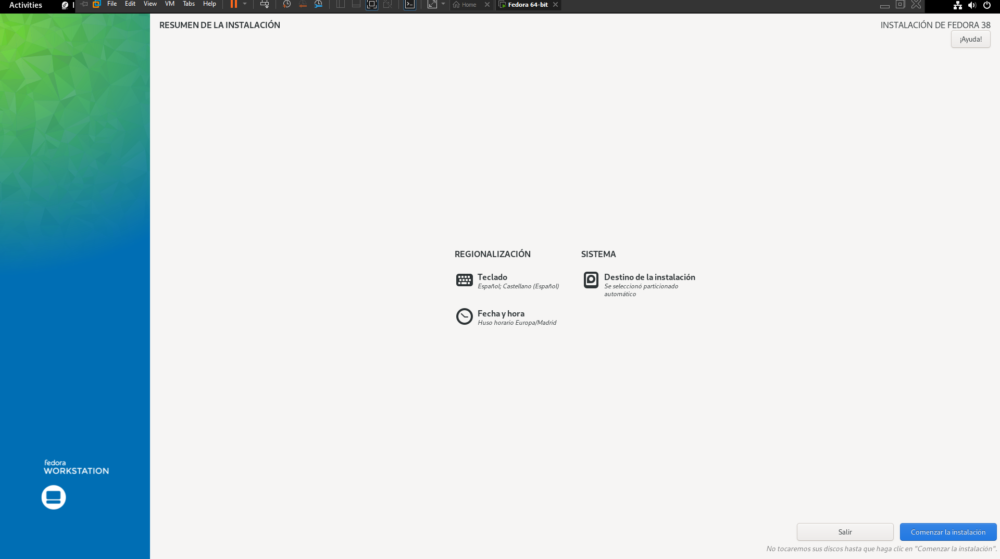 Activities
File Edit View VM Tabs Help
Home
Fedora 64-bit
RESUMEN DE LA INSTALACIÓN
INSTALACIÓN DE FEDORA 38
¡Ayuda!
REGIONALIZACIÓN
Teclado
Español; Castellano (Español)
Fecha y hora
Huso horario Europa/Madrid
SISTEMA
Destino de la instalación
Se seleccionó particionado
automático
fedora
WORKSTATION
Salir
Comenzar la instalación
No tocaremos sus discos hasta que haga clic en "Comenzar la instalación".